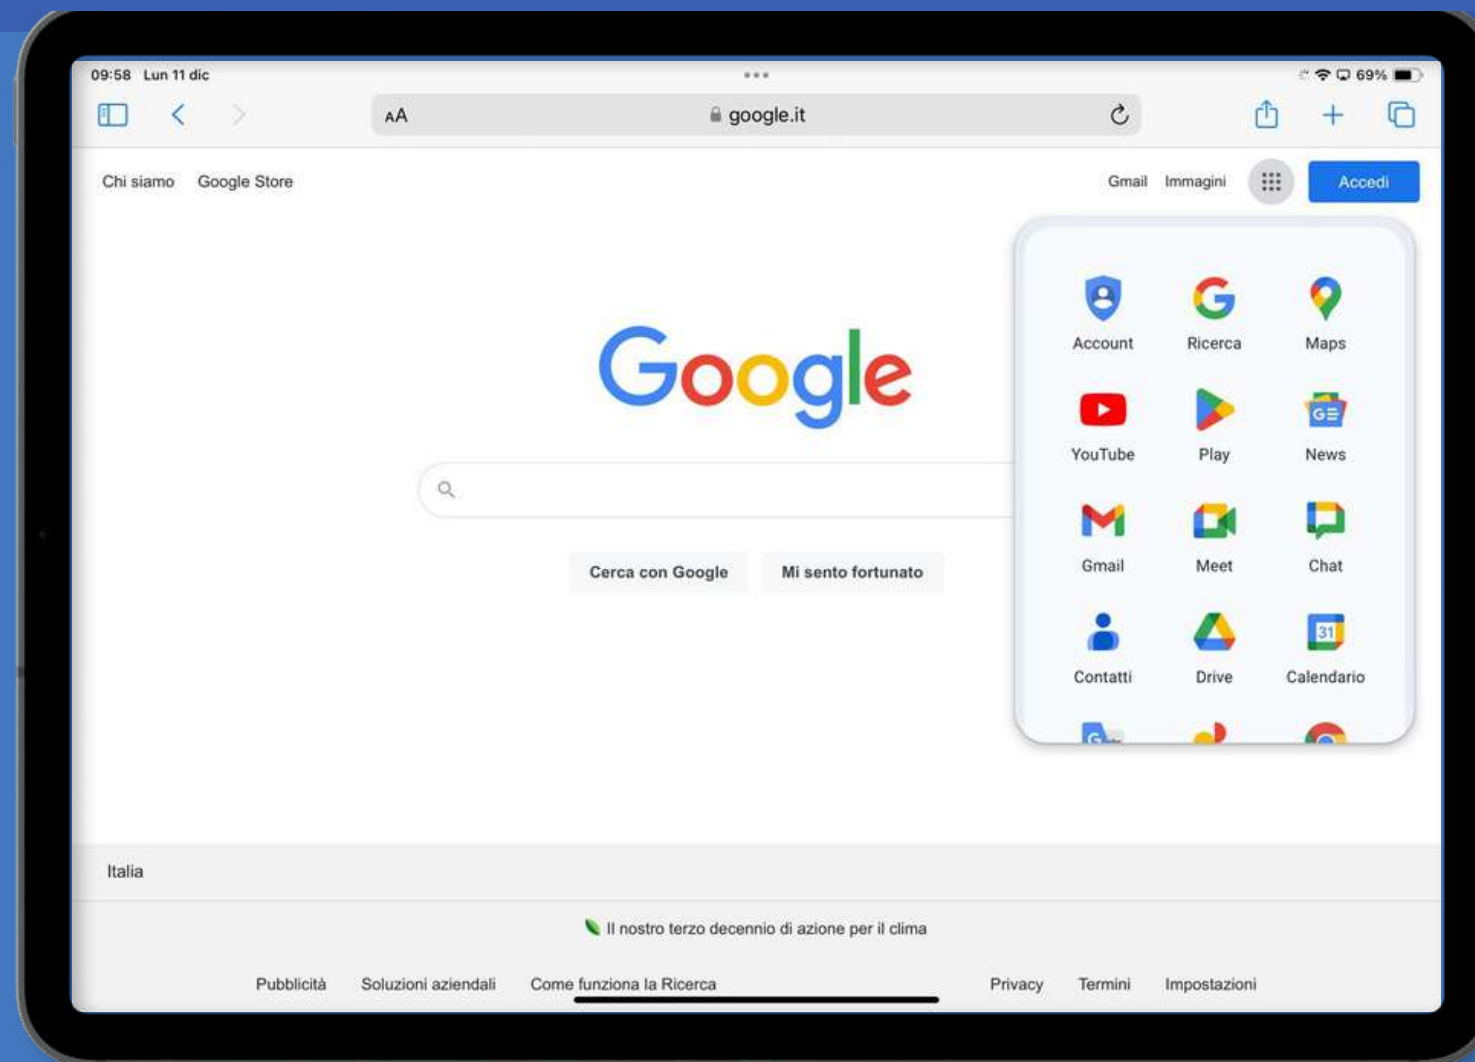 09:58 Lun 11 dic
69%
AA
google.it
Chi siamo Google Store
Gmail Immagini Accedi
Google
Account Ricerca Maps
YouTube Play News
Gmail Meet Chat
31
Contatti Drive Calendario
Cerca con Google Mi sento fortunato
Italia
Il nostro terzo decennio di azione per il clima
Pubblicità Soluzioni aziendali Come funziona la Ricerca Privacy Termini Impostazioni